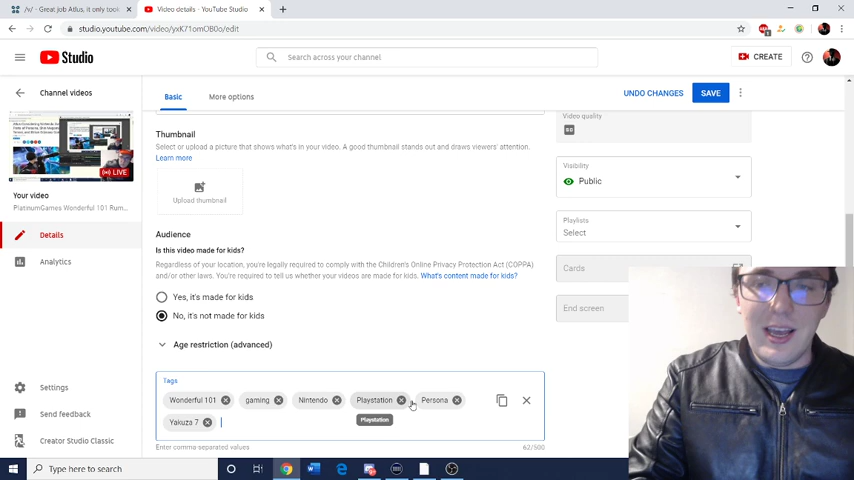 /v/ - Great job Atlus, it only took
Video details - YouTube Studio
studio.youtube.com/video/yxK71omOB0o/edit
Studio
Search across your channel
CREATE
Channel videos
Basic
More options
UNDO CHANGES
SAVE
Thumbnail
Select or upload a picture that shows what's in your video. A good thumbnail stands out and draws viewers' attention.
Learn more
Upload thumbnail
Video quality
Visibility
Public
Playlists
Select
Cards
End screen
LIVE
Your video
PlatinumGames Wonderful 101 Rum...
Details
Analytics
Audience
Is this video made for kids?
Regardless of your location, you're legally required to comply with the Children's Online Privacy Protection Act (COPPA)
and/or other laws. You're required to tell us whether your videos are made for kids. What's content made for kids?
Yes, it's made for kids
No, it's not made for kids
Age restriction (advanced)
Tags
Wonderful 101
gaming
Nintendo
Playstation
Persona
Yakuza 7
Playstation
Enter comma-separated values
62/500
Settings
Send feedback
Creator Studio Classic
Type here to search